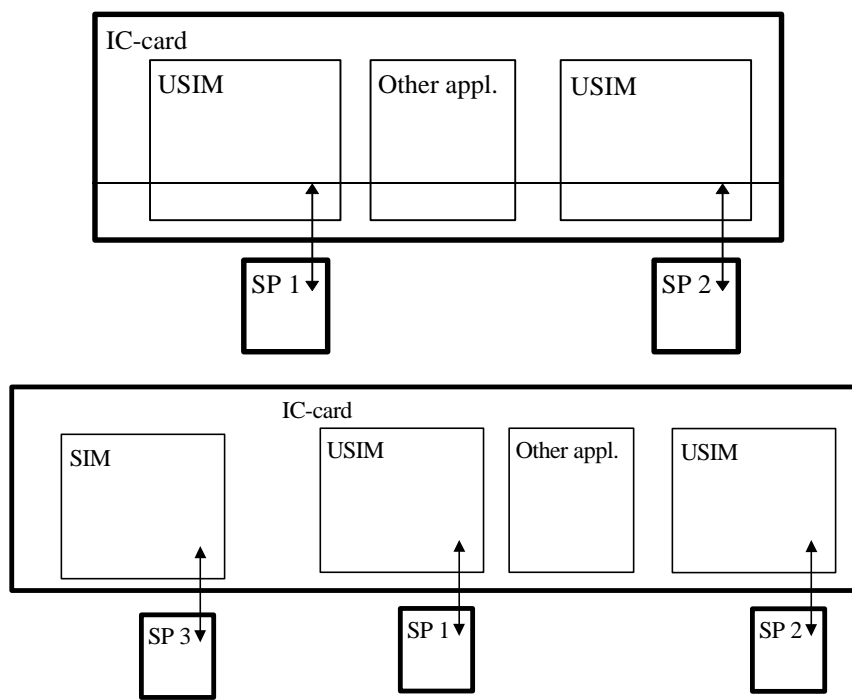 IC-card
USIM
Other appl.
USIM
SP 1
SP 2
IC-card
SIM
USIM
Other appl.
USIM
SP 3
SP 1
SP 2